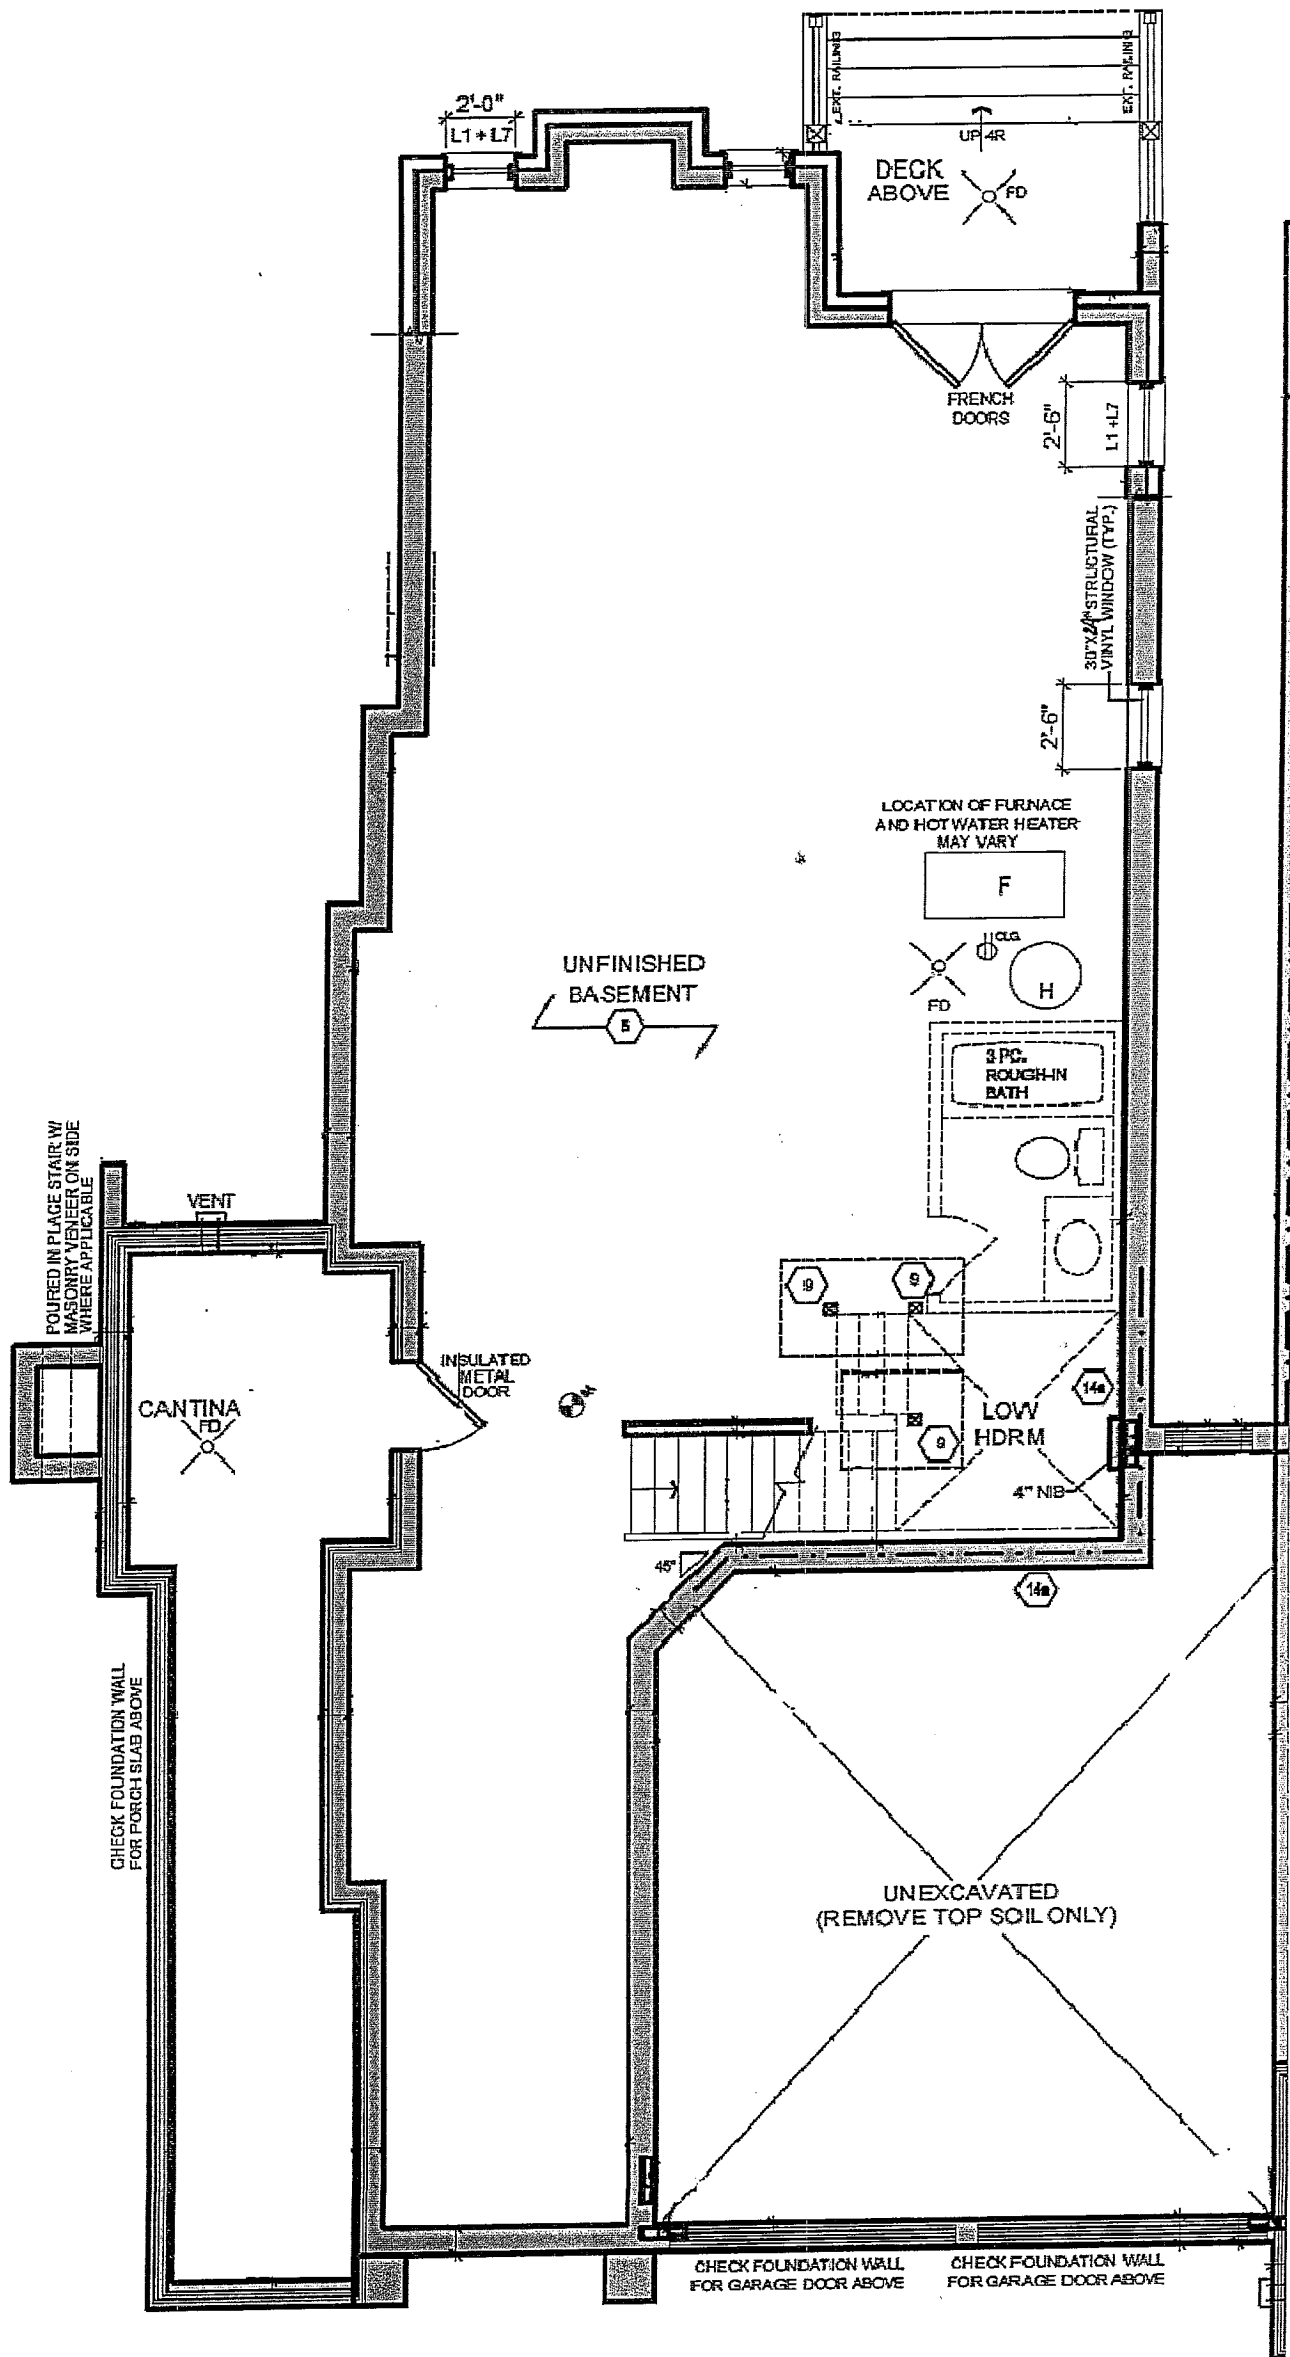 2'-0"
L1 + L7
EXT. RAILING
EXT. RAILING
UP 4R
DECK
ABOVE
FD
FRENCH
DOORS
2'-6"
L1 +L7
30"X24" STRUCTURAL
VINYL WINDOW (TYP.)
2'-6"
LOCATION OF FURNACE
AND HOT WATER HEATER
MAY VARY
F
CLG.
H
FD
UNFINISHED
BASEMENT
5
3 PC.
ROUGH-IN
BATH
POURED IN PLACE STAIR W/
MASONRY VENEER ON SIDE
WHERE APPLICABLE
VENT
9
9
INSULATED
METAL
DOOR
CANTINA
FD
14a
LOW
HDRM
9
4" NIB
45°
14a
CHECK FOUNDATION WALL
FOR PORCH SLAB ABOVE
UNEXCAVATED
(REMOVE TOP SOIL ONLY)
CHECK FOUNDATION WALL
FOR GARAGE DOOR ABOVE
CHECK FOUNDATION WALL
FOR GARAGE DOOR ABOVE